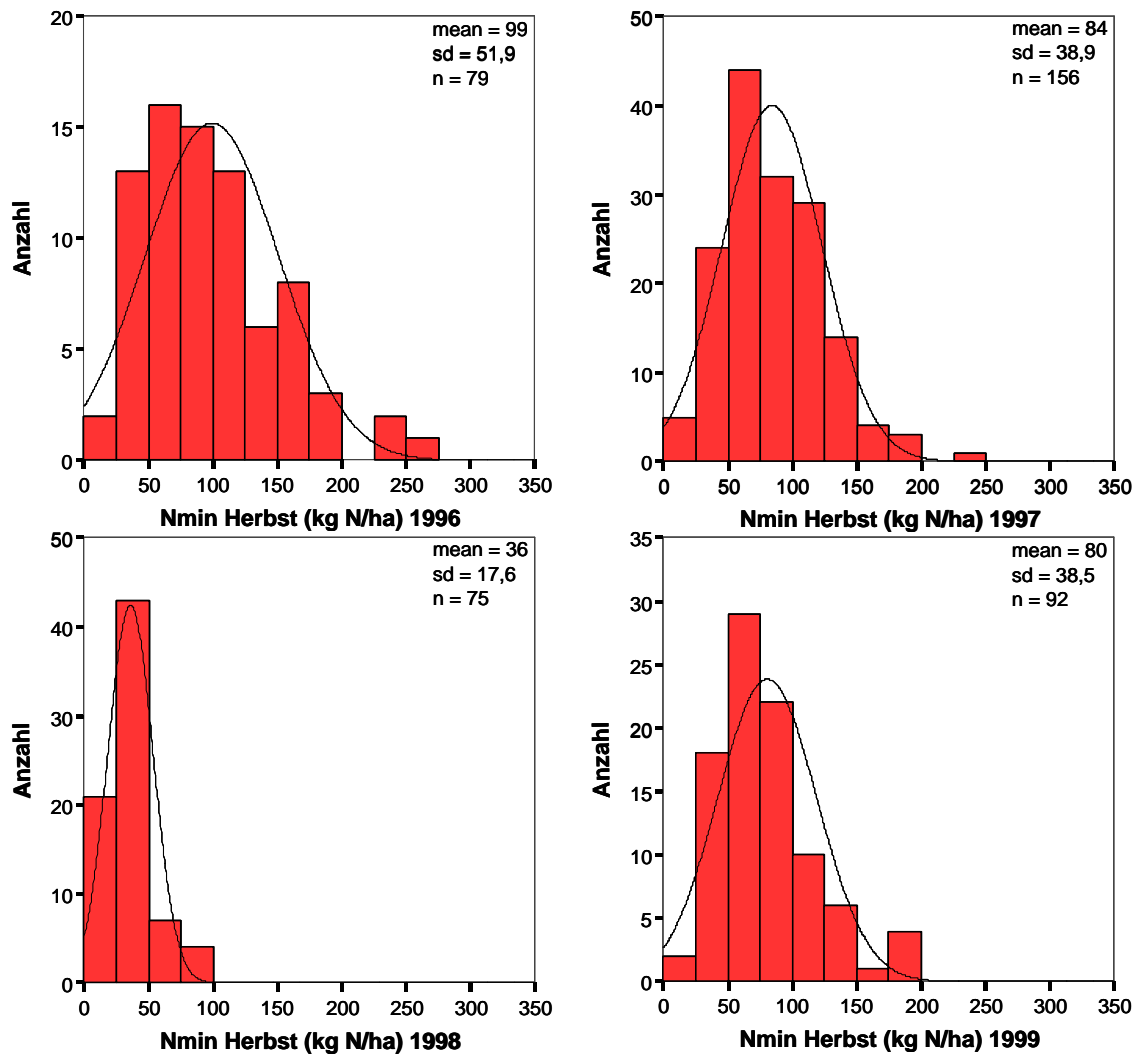 mean = 99
sd = 51,9
n = 79
20
15
10
5
0
Anzahl
0 50 100 150 200 250 300 350
Nmin Herbst (kg N/ha) 1996
mean = 84
sd = 38,9
n = 156
50
40
30
20
10
0
Anzahl
0 50 100 150 200 250 300 350
Nmin Herbst (kg N/ha) 1997
mean = 36
sd = 17,6
n = 75
50
40
30
20
10
0
Anzahl
0 50 100 150 200 250 300 350
Nmin Herbst (kg N/ha) 1998
mean = 80
sd = 38,5
n = 92
35
30
25
20
15
10
5
0
Anzahl
0 50 100 150 200 250 300 350
Nmin Herbst (kg N/ha) 1999